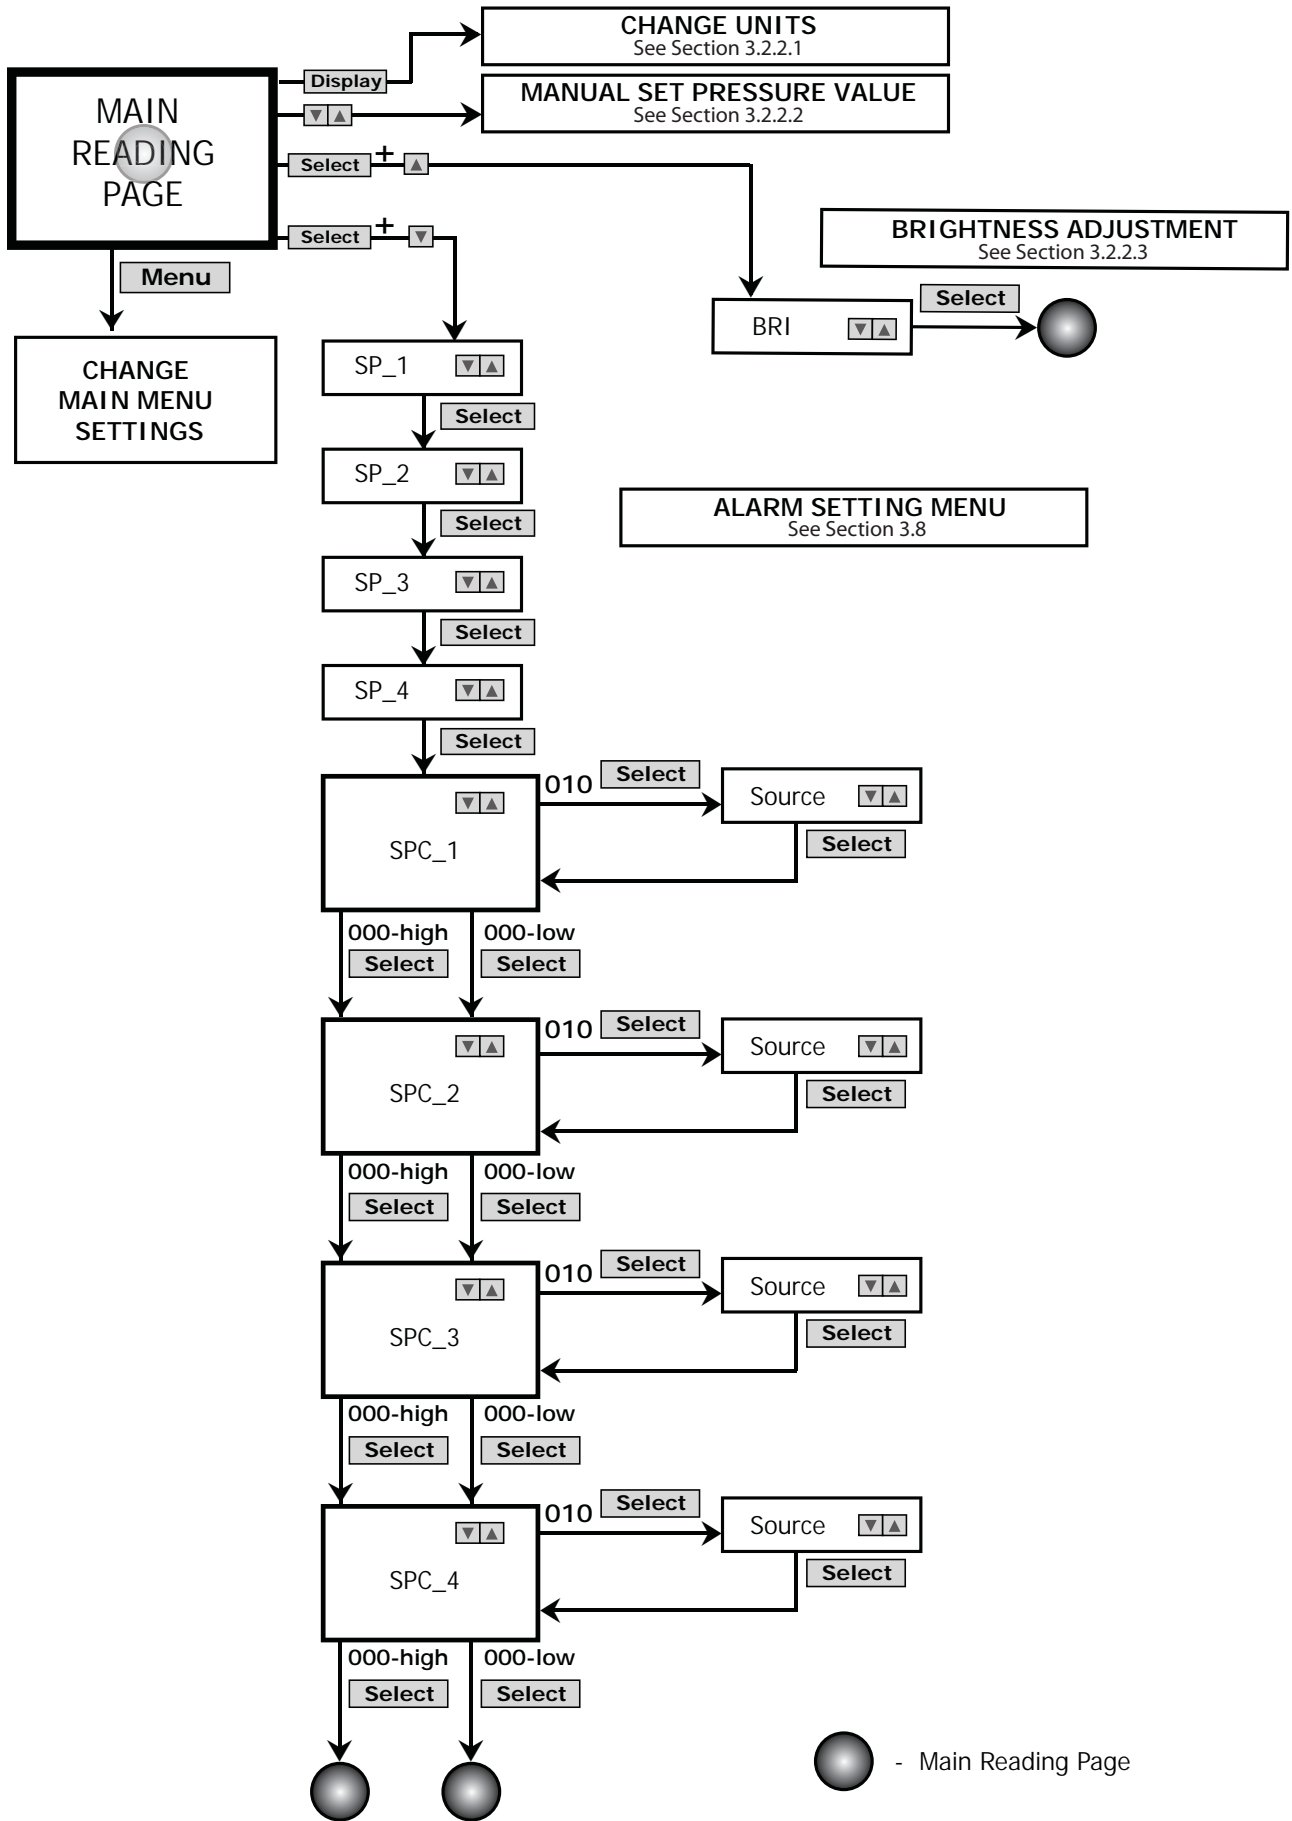 CHANGE UNITS
See Section 3.2.2.1
MAIN
READING
PAGE
Display
MANUAL SET PRESSURE VALUE
See Section 3.2.2.2
▼ ▲
Select + ▲
Select + ▼
Menu
BRIGHTNESS ADJUSTMENT
See Section 3.2.2.3
BRI ▼ ▲
Select
CHANGE
MAIN MENU
SETTINGS
SP_1 ▼ ▲
Select
SP_2 ▼ ▲
Select
ALARM SETTING MENU
See Section 3.8
SP_3 ▼ ▲
Select
SP_4 ▼ ▲
Select
▼ ▲
SPC_1
010 Select
Source ▼ ▲
Select
000-high 000-low
Select Select
▼ ▲
SPC_2
010 Select
Source ▼ ▲
Select
000-high 000-low
Select Select
▼ ▲
SPC_3
010 Select
Source ▼ ▲
Select
000-high 000-low
Select Select
▼ ▲
SPC_4
010 Select
Source ▼ ▲
Select
000-high 000-low
Select Select
- Main Reading Page